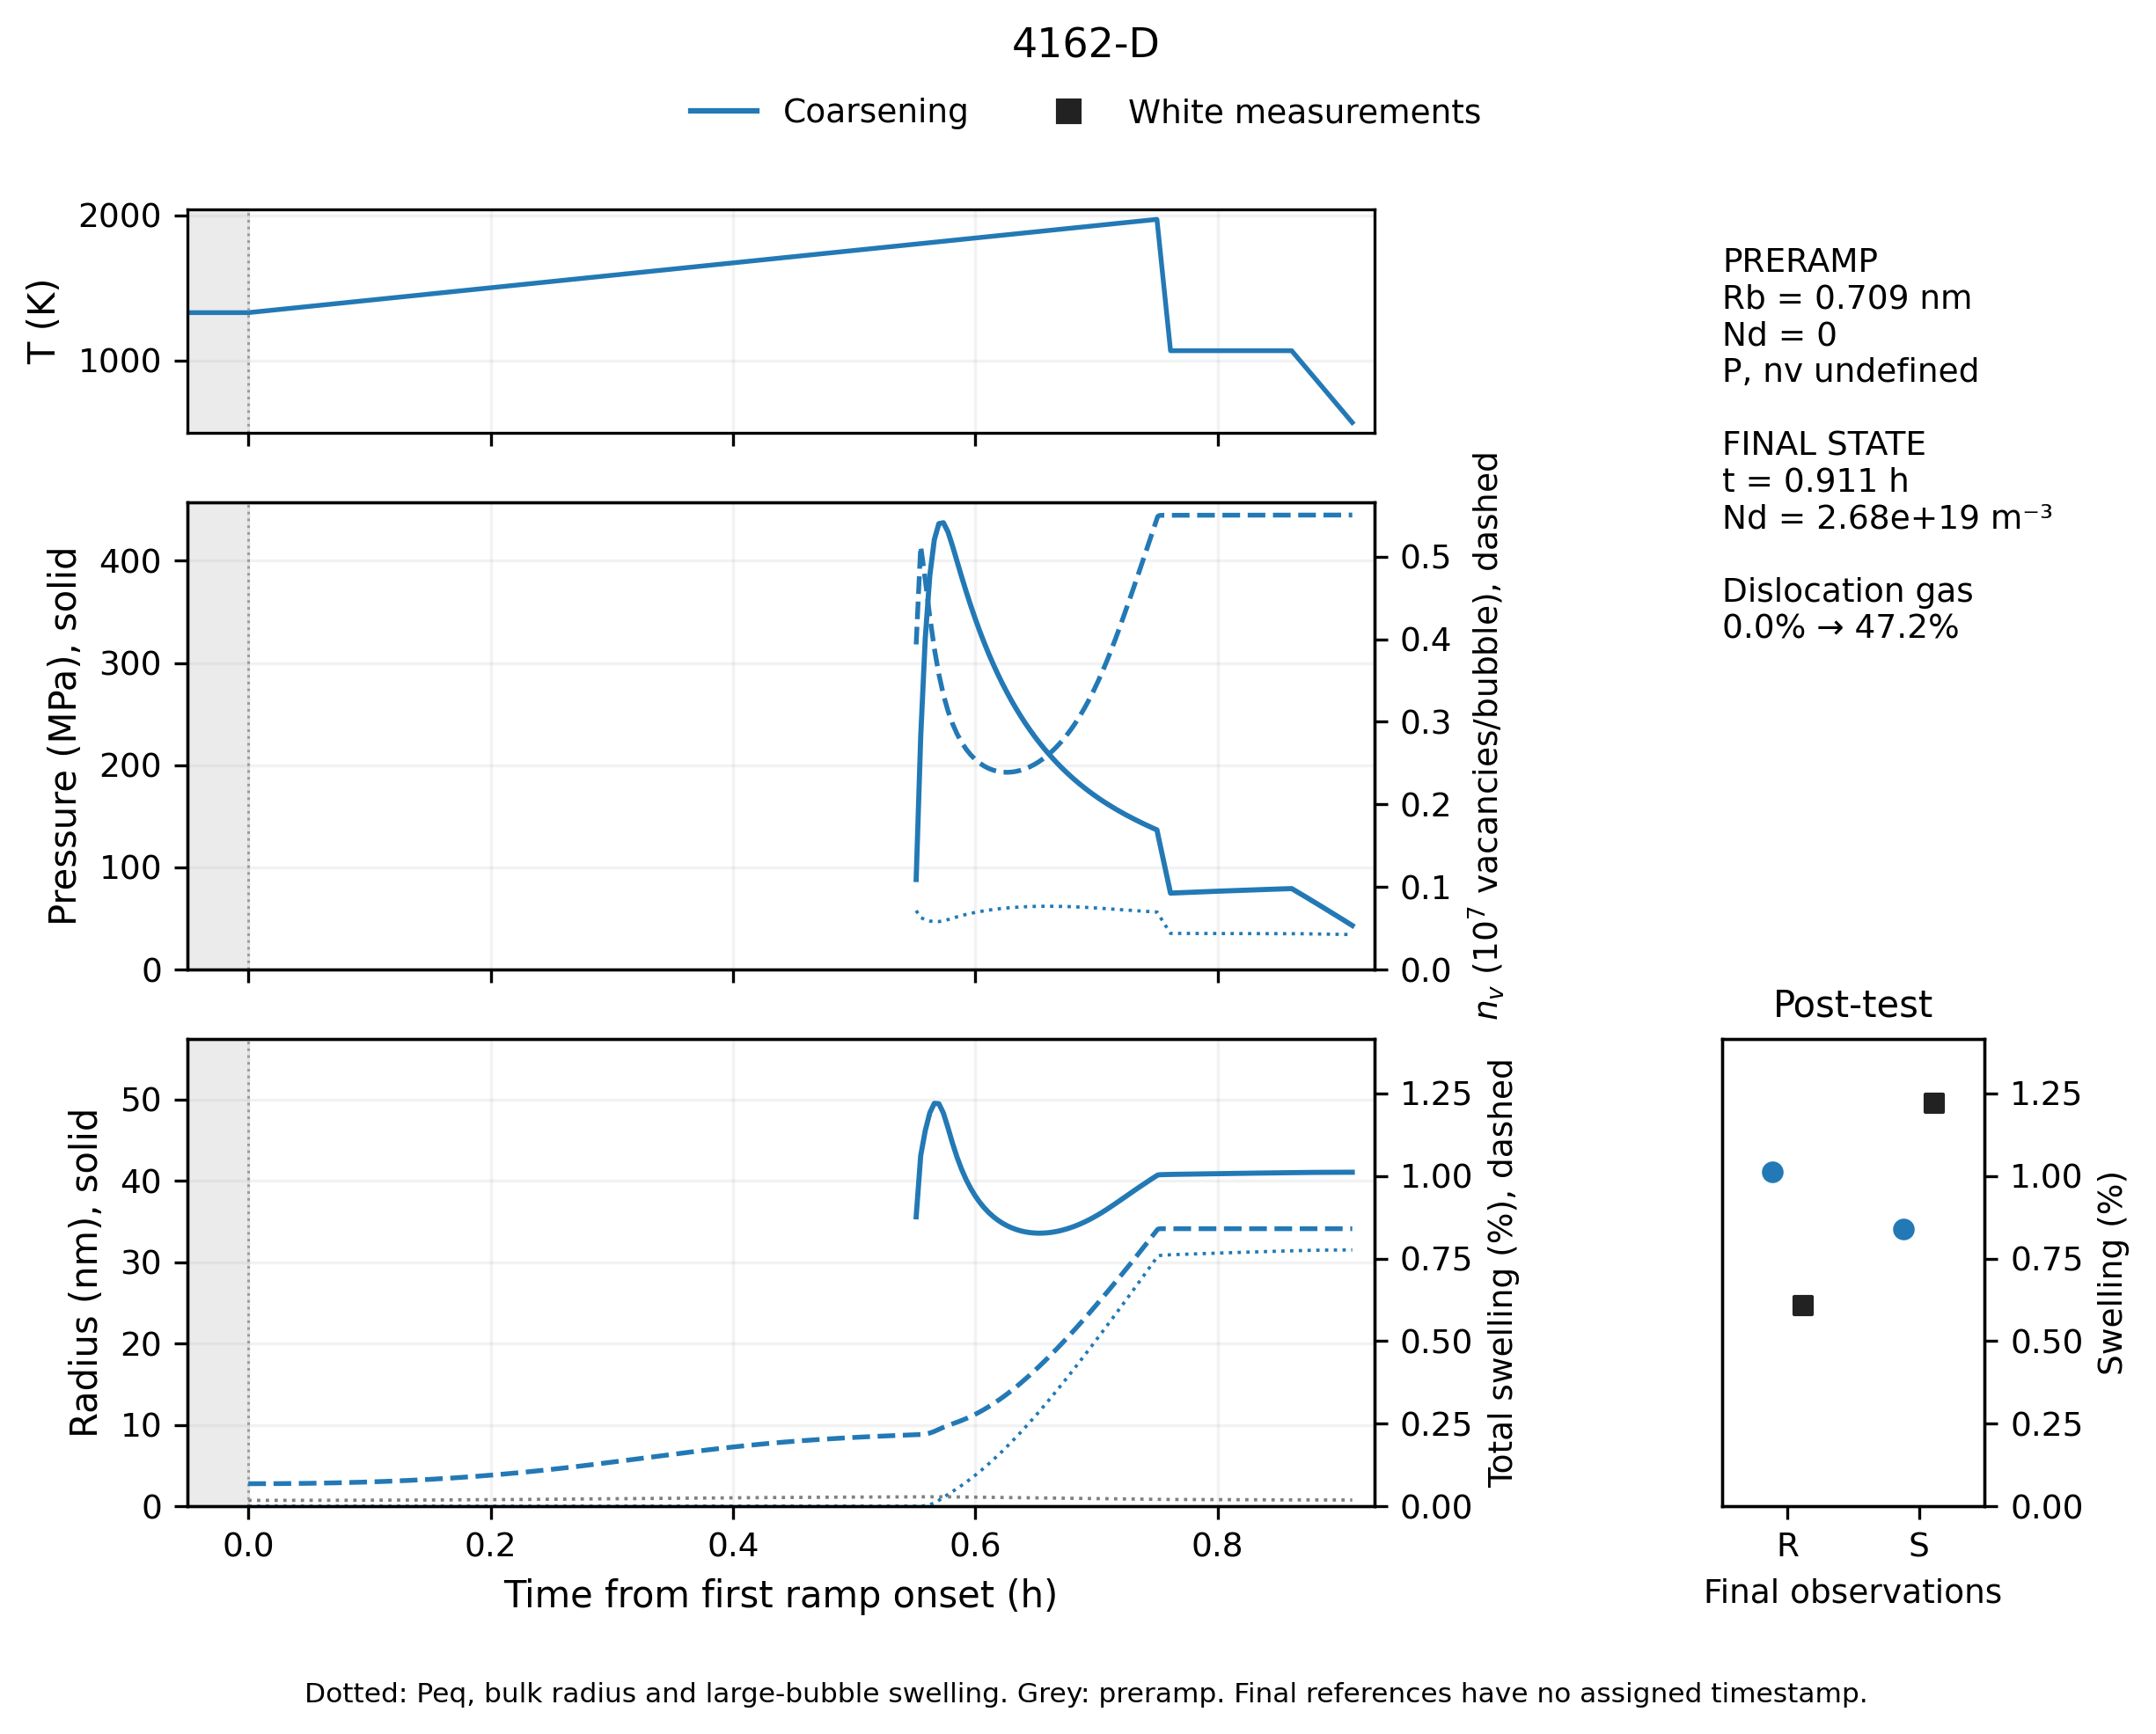 4162-D
Coarsening
White measurements
T (K)
2000
1000
PRERAMP
Rb = 0.709 nm
Nd = 0
P, nv undefined
FINAL STATE
t = 0.911 h
Nd = 2.68e+19 m⁻³
Dislocation gas
0.0% → 47.2%
Pressure (MPa), solid
400
300
200
100
0
0.5
0.4
0.3
0.2
0.1
0.0
nᵥ (10⁷ vacancies/bubble), dashed
Radius (nm), solid
50
40
30
20
10
0
1.25
1.00
0.75
0.50
0.25
0.00
Total swelling (%), dashed
0.0 0.2 0.4 0.6 0.8
Time from first ramp onset (h)
Post-test
1.25
1.00
0.75
0.50
0.25
0.00
Swelling (%)
R S
Final observations
Dotted: Peq, bulk radius and large-bubble swelling. Grey: preramp. Final references have no assigned timestamp.